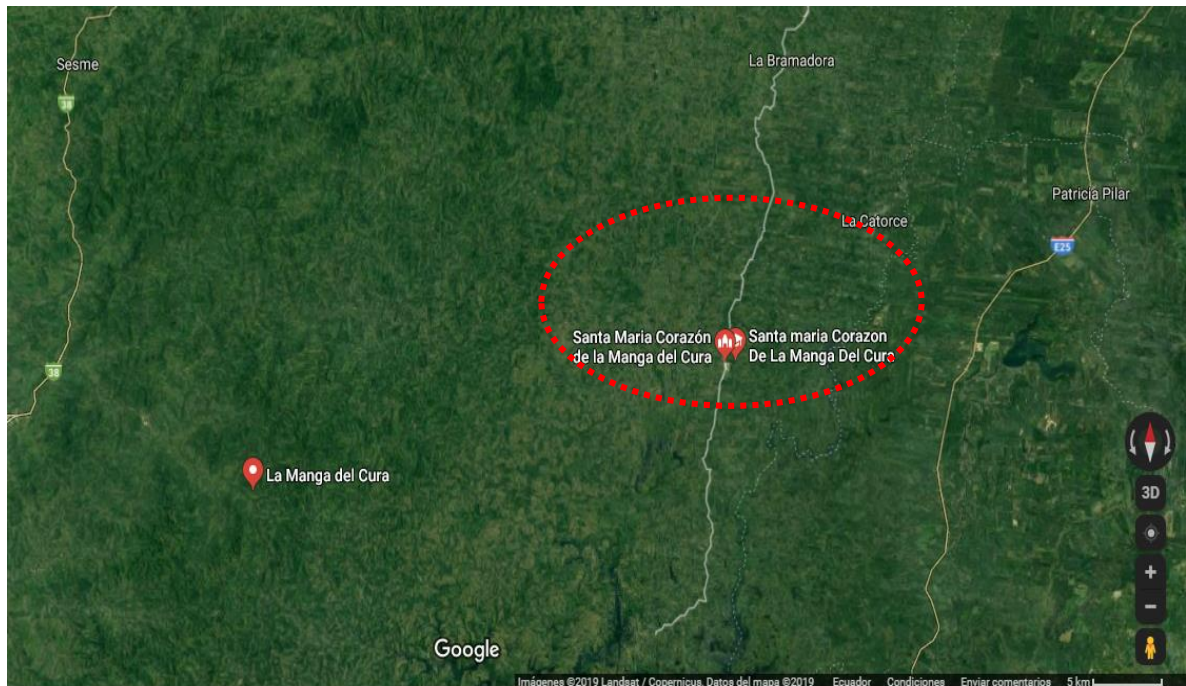 Sesme
38
La Bramadora
Patricia Pilar
La Catorce
E25
Santa Maria Corazón
de la Manga del Cura
Santa maria Corazon
De La Manga Del Cura
38
La Manga del Cura
3D
+
−
Google
Imágenes ©2019 Landsat / Copernicus, Datos del mapa ©2019 Ecuador Condiciones Enviar comentarios 5 km